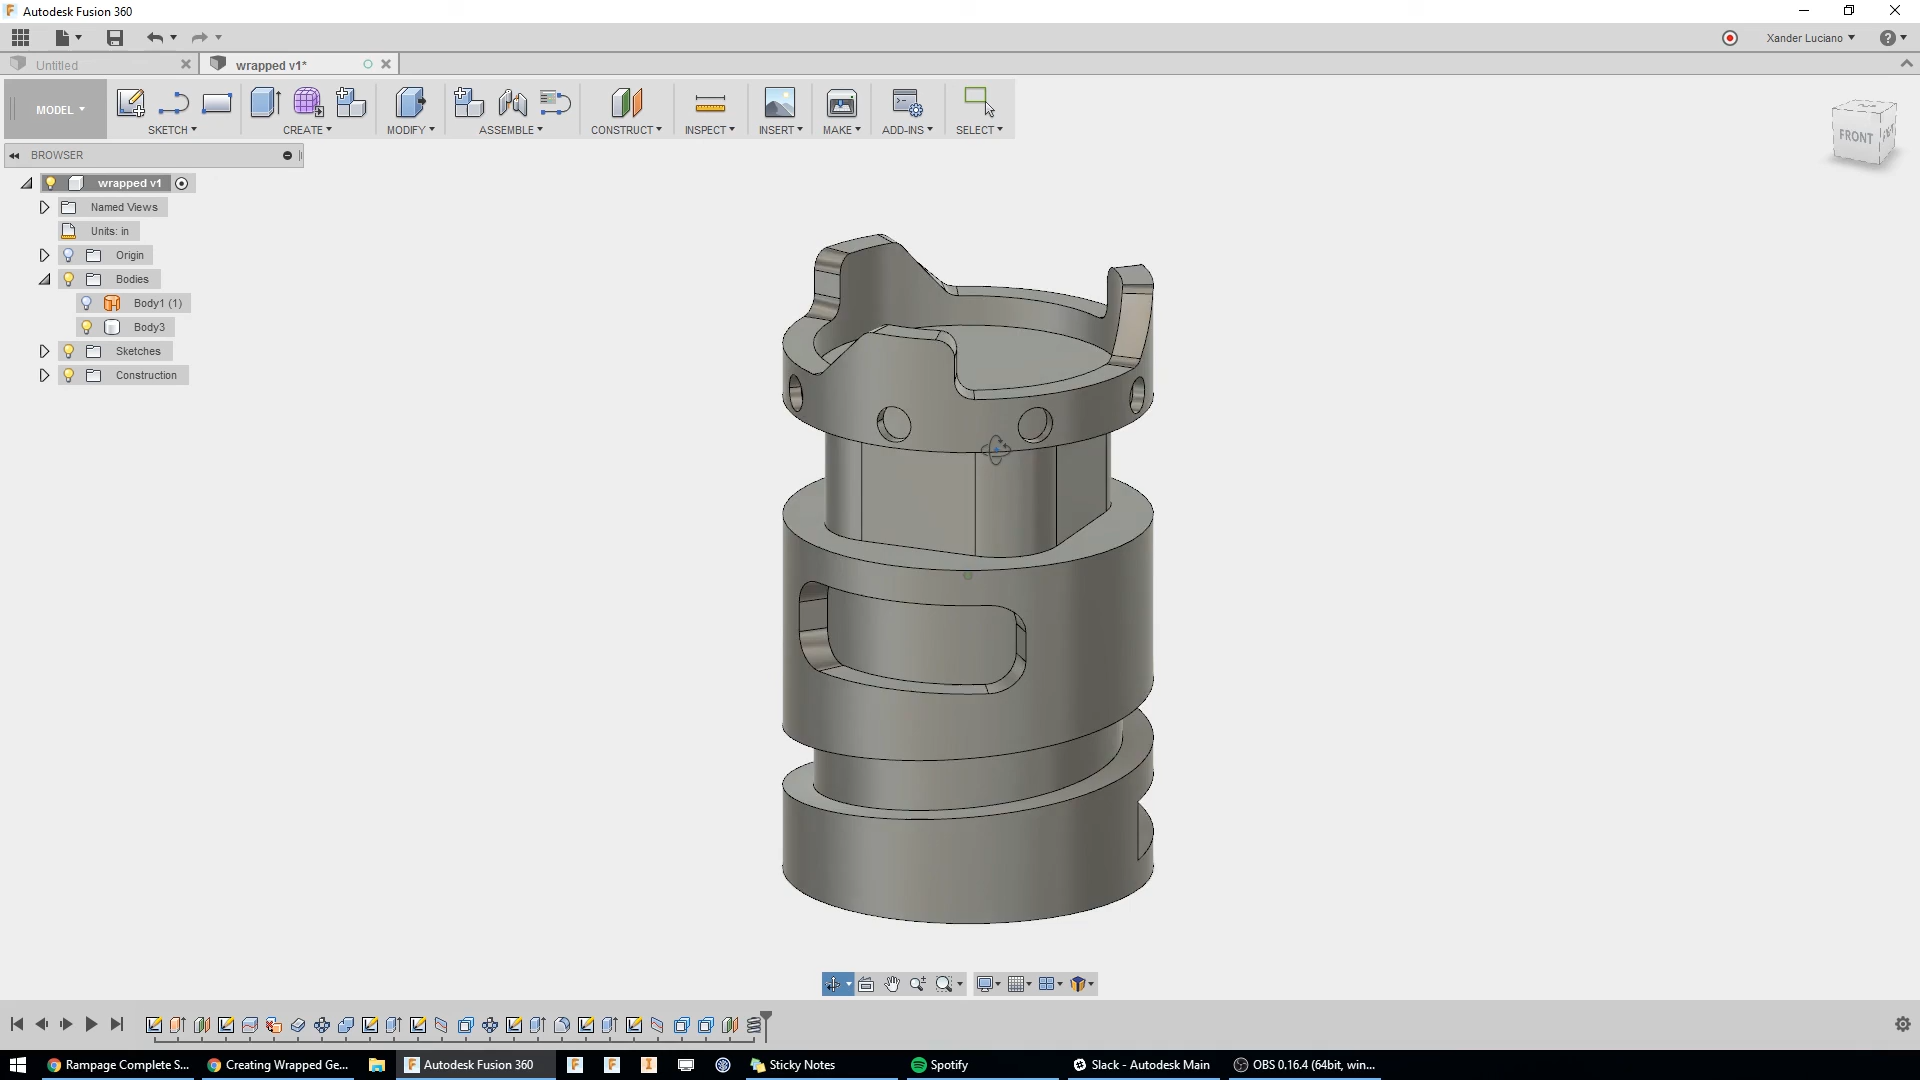 Autodesk Fusion 360
Xander Luciano
Untitled
wrapped v1*
MODEL
SKETCH
CREATE
MODIFY
ASSEMBLE
CONSTRUCT
INSPECT
INSERT
MAKE
ADD-INS
SELECT
FRONT
BROWSER
wrapped v1
Named Views
Units: in
Origin
Bodies
Body1 (1)
Body3
Sketches
Construction
Rampage Complete S...
Creating Wrapped Ge...
Autodesk Fusion 360
Sticky Notes
Spotify
Slack - Autodesk Main
OBS 0.16.4 (64bit, win...